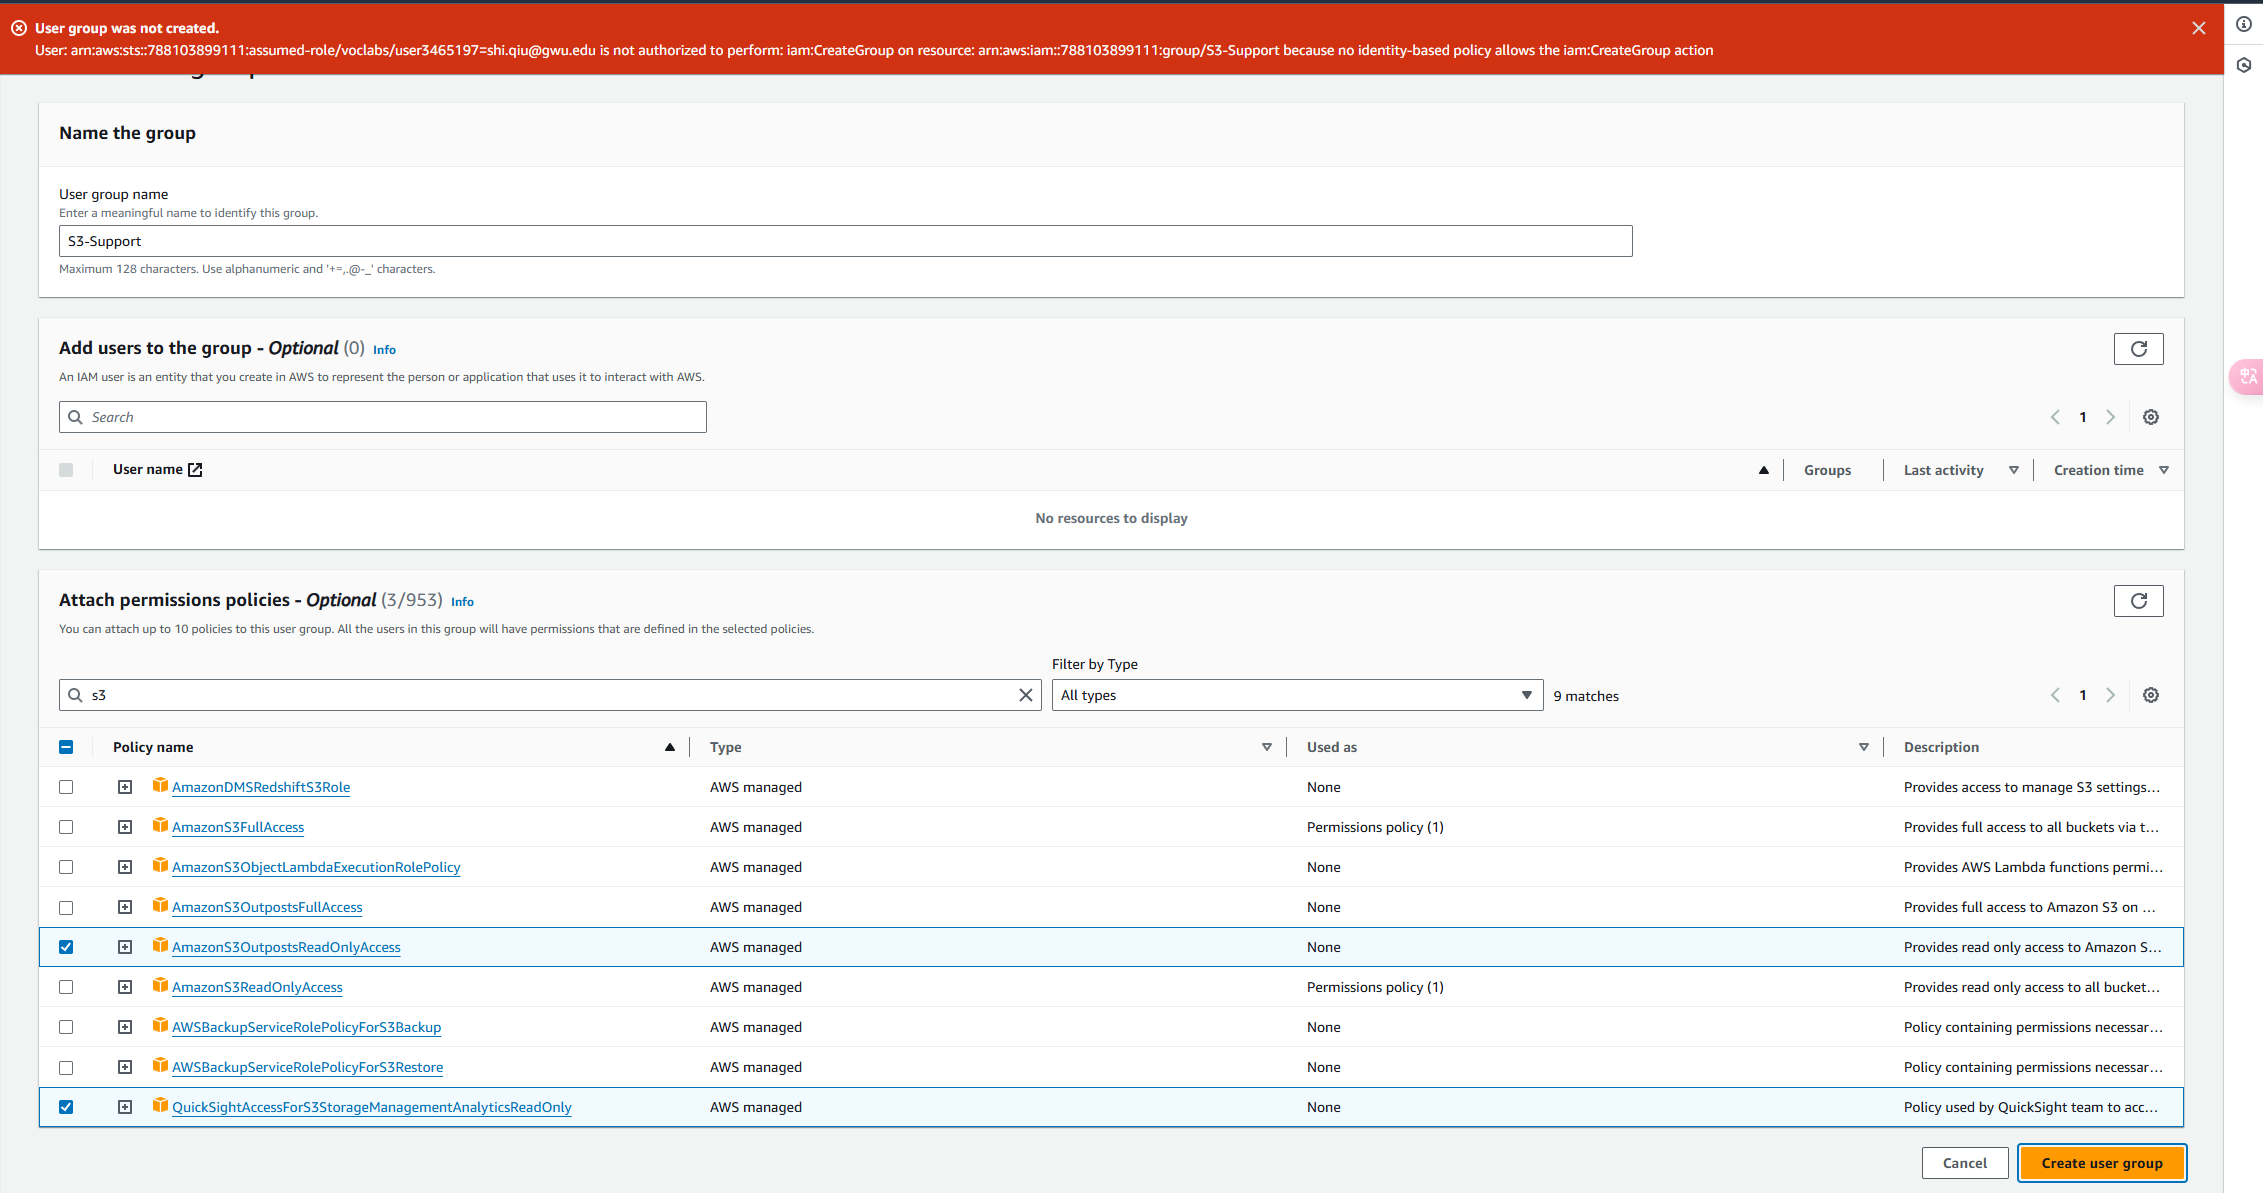 User group was not created.
User: arn:aws:sts::788103899111:assumed-role/voclabs/user3465197=shi.qiu@gwu.edu is not authorized to perform: iam:CreateGroup on resource: arn:aws:iam::788103899111:group/S3-Support because no identity-based policy allows the iam:CreateGroup action
Name the group
User group name
Enter a meaningful name to identify this group.
S3-Support
Maximum 128 characters. Use alphanumeric and '+=,.@-_' characters.
Add users to the group - Optional (0) Info
An IAM user is an entity that you create in AWS to represent the person or application that uses it to interact with AWS.
Search
1
User name Groups Last activity Creation time
No resources to display
Attach permissions policies - Optional (3/953) Info
You can attach up to 10 policies to this user group. All the users in this group will have permissions that are defined in the selected policies.
Filter by Type
s3 All types 9 matches 1
Policy name Type Used as Description
AmazonDMSRedshiftS3Role AWS managed None Provides access to manage S3 settings...
AmazonS3FullAccess AWS managed Permissions policy (1) Provides full access to all buckets via t...
AmazonS3ObjectLambdaExecutionRolePolicy AWS managed None Provides AWS Lambda functions permi...
AmazonS3OutpostsFullAccess AWS managed None Provides full access to Amazon S3 on ...
AmazonS3OutpostsReadOnlyAccess AWS managed None Provides read only access to Amazon S...
AmazonS3ReadOnlyAccess AWS managed Permissions policy (1) Provides read only access to all bucket...
AWSBackupServiceRolePolicyForS3Backup AWS managed None Policy containing permissions necessar...
AWSBackupServiceRolePolicyForS3Restore AWS managed None Policy containing permissions necessar...
QuickSightAccessForS3StorageManagementAnalyticsReadOnly AWS managed None Policy used by QuickSight team to acc...
Cancel Create user group